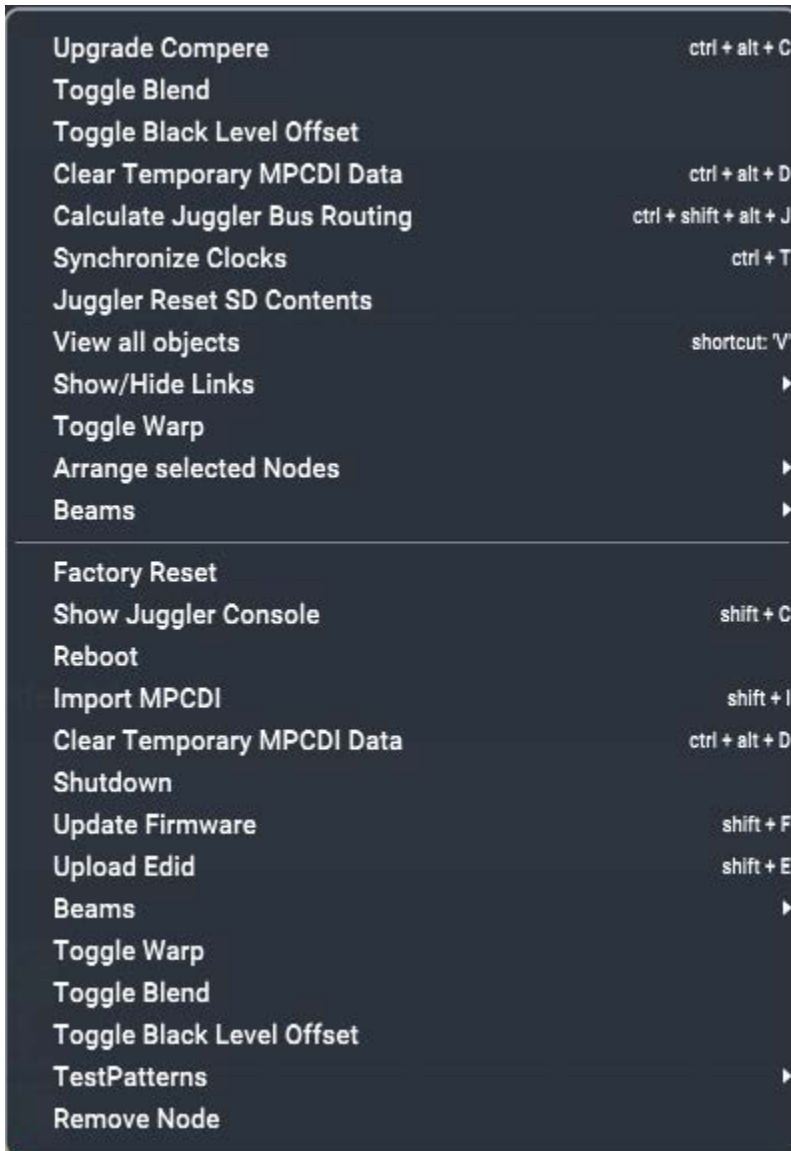 Upgrade Compere ctrl + alt + C
Toggle Blend
Toggle Black Level Offset
Clear Temporary MPCDI Data ctrl + alt + D
Calculate Juggler Bus Routing ctrl + shift + alt + J
Synchronize Clocks ctrl + T
Juggler Reset SD Contents
View all objects shortcut: 'V'
Show/Hide Links
Toggle Warp
Arrange selected Nodes
Beams
Factory Reset
Show Juggler Console shift + C
Reboot
Import MPCDI shift + I
Clear Temporary MPCDI Data ctrl + alt + D
Shutdown
Update Firmware shift + F
Upload Edid shift + E
Beams
Toggle Warp
Toggle Blend
Toggle Black Level Offset
TestPatterns
Remove Node